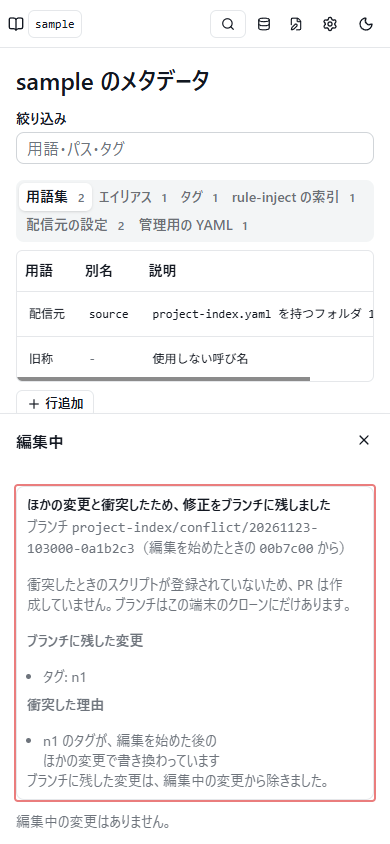 sample
sample のメタデータ
絞り込み
用語・パス・タグ
用語集 2 エイリアス 1 タグ 1 rule-inject の索引 1
配信元の設定 2 管理用の YAML 1
用語 別名 説明
配信元 source project-index.yaml を持つフォルダ 1
旧称 - 使用しない呼び名
+ 行追加
編集中
ほかの変更と衝突したため、修正をブランチに残しました
ブランチ project-index/conflict/20261123-
103000-0a1b2c3（編集を始めたときの 00b7c00 から）
衝突したときのスクリプトが登録されていないため、PR は作
成していません。ブランチはこの端末のクローンにだけあります。
ブランチに残した変更
• タグ: n1
衝突した理由
• n1 のタグが、編集を始めた後の
ほかの変更で書き換わっています
ブランチに残した変更は、編集中の変更から除きました。
編集中の変更はありません。